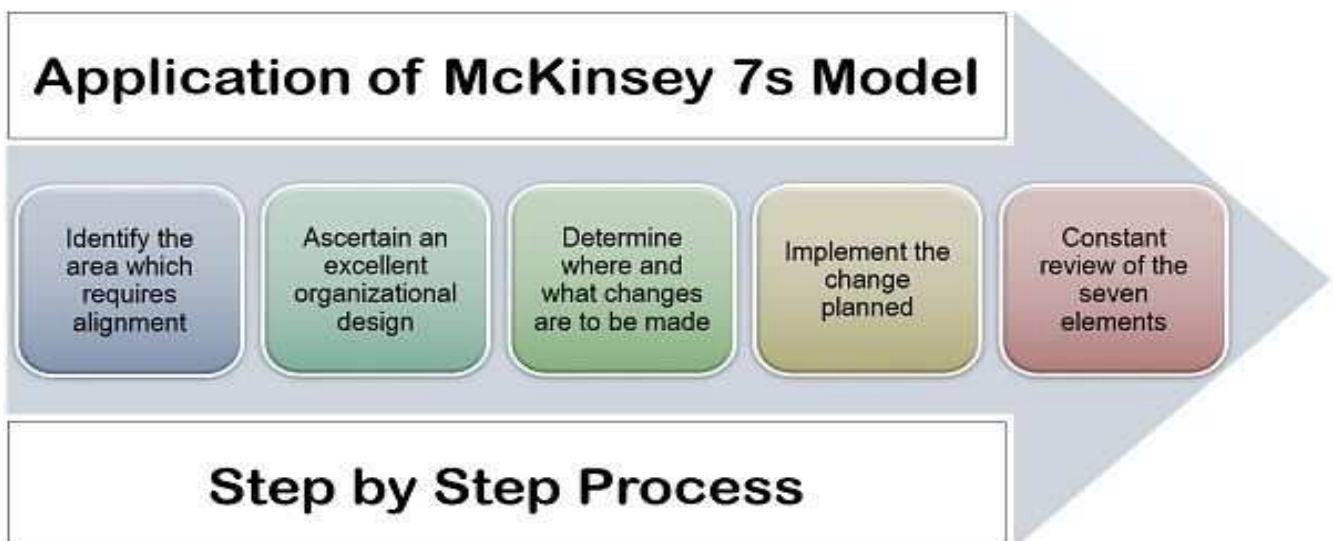 Application of McKinsey 7s Model
Identify the
area which
requires
alignment
Ascertain an
excellent
organizational
design
Determine
where and
what changes
are to be made
Implement the
change
planned
Constant
review of the
seven
elements
Step by Step Process